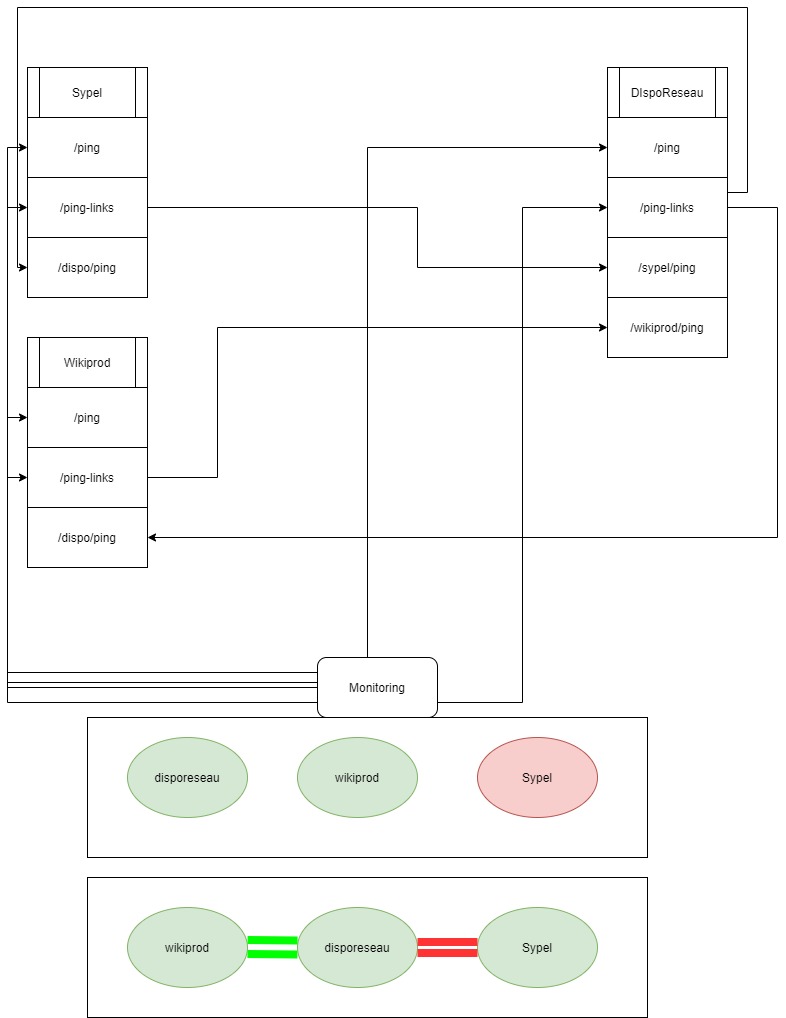 Sypel
/ping
/ping-links
/dispo/ping
DIspoReseau
/ping
/ping-links
/sypel/ping
/wikiprod/ping
Wikiprod
/ping
/ping-links
/dispo/ping
Monitoring
disporeseau
wikiprod
Sypel
wikiprod
disporeseau
Sypel